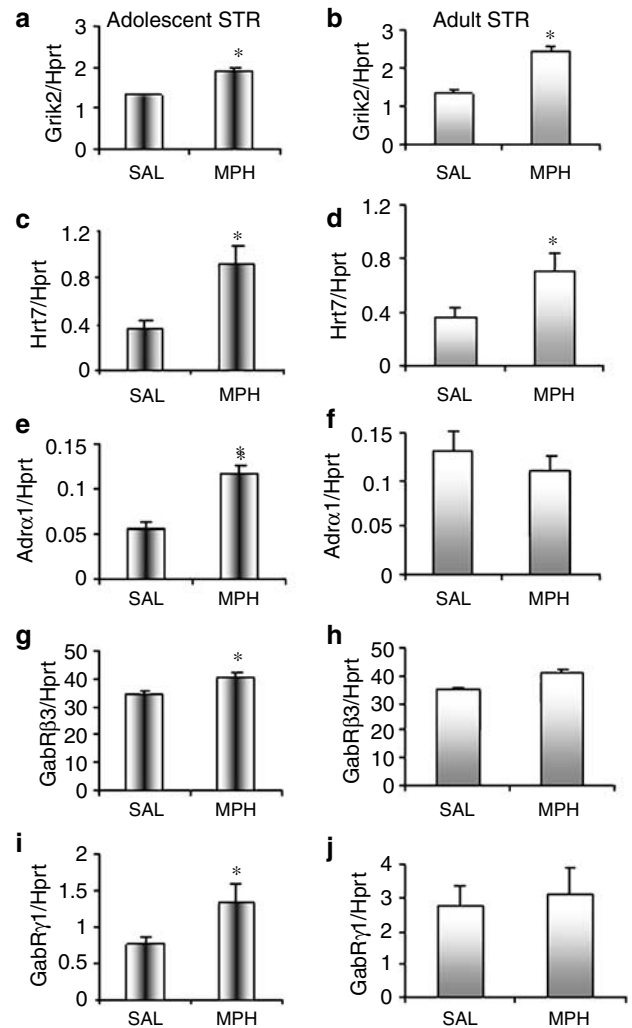 a Adolescent STR
Grik2/Hprt
3
2
1
0
*
SAL MPH
b Adult STR
Grik2/Hprt
3
2
1
0
*
SAL MPH
c
Hrt7/Hprt
1.2
0.8
0.4
0
*
SAL MPH
d
Hrt7/Hprt
1.2
0.8
0.4
0
*
SAL MPH
e
Adrα1/Hprt
0.15
0.1
0.05
0
*
*
SAL MPH
f
Adrα1/Hprt
0.15
0.1
0.05
0
SAL MPH
g
GabRβ3/Hprt
50
40
30
20
10
0
*
SAL MPH
h
GabRβ3/Hprt
50
40
30
20
10
0
SAL MPH
i
GabRγ1/Hprt
2
1.5
1
0.5
0
*
SAL MPH
j
GabRγ1/Hprt
4
3
2
1
0
SAL MPH